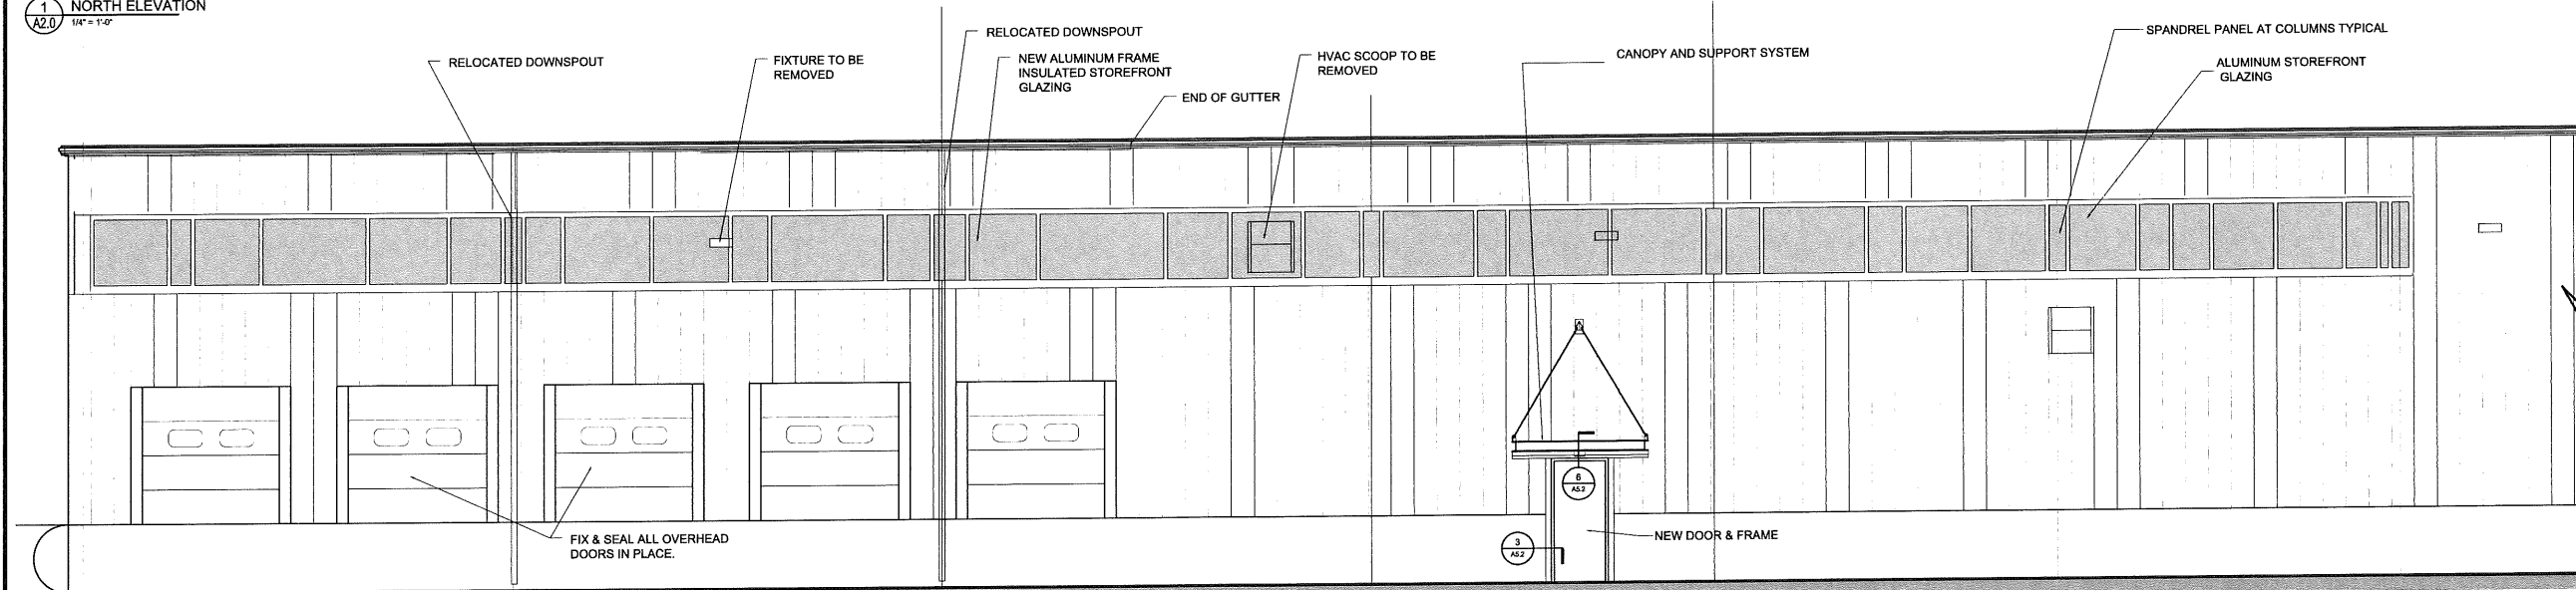 1
A2.0
NORTH ELEVATION
1/4" = 1'-0"
RELOCATED DOWNSPOUT
FIXTURE TO BE
REMOVED
RELOCATED DOWNSPOUT
NEW ALUMINUM FRAME
INSULATED STOREFRONT
GLAZING
END OF GUTTER
HVAC SCOOP TO BE
REMOVED
CANOPY AND SUPPORT SYSTEM
SPANDREL PANEL AT COLUMNS TYPICAL
ALUMINUM STOREFRONT
GLAZING
FIX & SEAL ALL OVERHEAD
DOORS IN PLACE.
6
A5.2
3
A5.2
NEW DOOR & FRAME